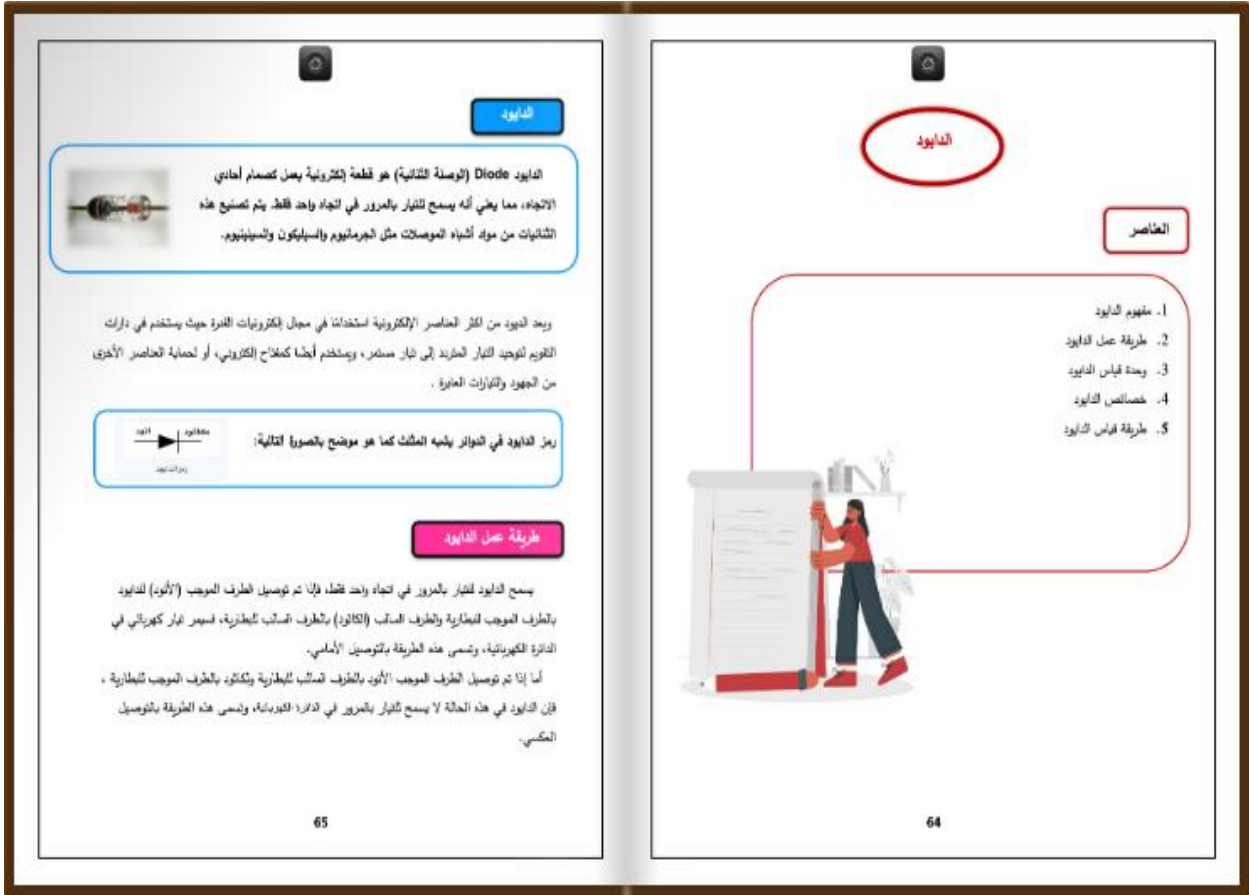 الدايود
العناصر
1. مفهوم الدايود
2. طريقة عمل الدايود
3. وحدة قياس الدايود
4. خصائص الدايود
5. طريقة قياس الدايود
64
الدايود
الدايود Diode (الوصلة الثنائية) هو قطعة إلكترونية يعمل كصمام أحادي
الاتجاه، مما يعني أنه يسمح للتيار بالمرور في اتجاه واحد فقط. يتم تصنيع هذه
الثنائيات من مواد أشباه الموصلات مثل الجرمانيوم والسيليكون والسيلينيوم.
ويعد الديود من اكثر العناصر الإلكترونية استخدامًا في مجال إلكترونيات القدرة حيث يستخدم في دارات
التقويم لتوحيد التيار المتردد إلى تيار مستمر، ويستخدم أيضًا كمفتاح إلكتروني، أو لحماية العناصر الأخرى
من الجهود والتيارات العابرة .
رمز الدايود في الدوائر يشبه المثلث كما هو موضح بالصورة التالية:
انود
كاثود
رمز الدايود
طريقة عمل الدايود
يسمح الدايود للتيار بالمرور في اتجاه واحد فقط، فإذا تم توصيل الطرف الموجب (الأنود) للدايود
بالطرف الموجب للبطارية والطرف السالب (الكاثود) بالطرف السالب للبطارية، فسيمر تيار كهربائي في
الدائرة الكهربائية، وتسمى هذه الطريقة بالتوصيل الأمامي.
أما إذا تم توصيل الطرف الموجب الأنود بالطرف السالب للبطارية والكاثود بالطرف الموجب للبطارية ،
فإن الدايود في هذه الحالة لا يسمح للتيار بالمرور في الدائرة الكهربائية، وتسمى هذه الطريقة بالتوصيل
العكسي.
65